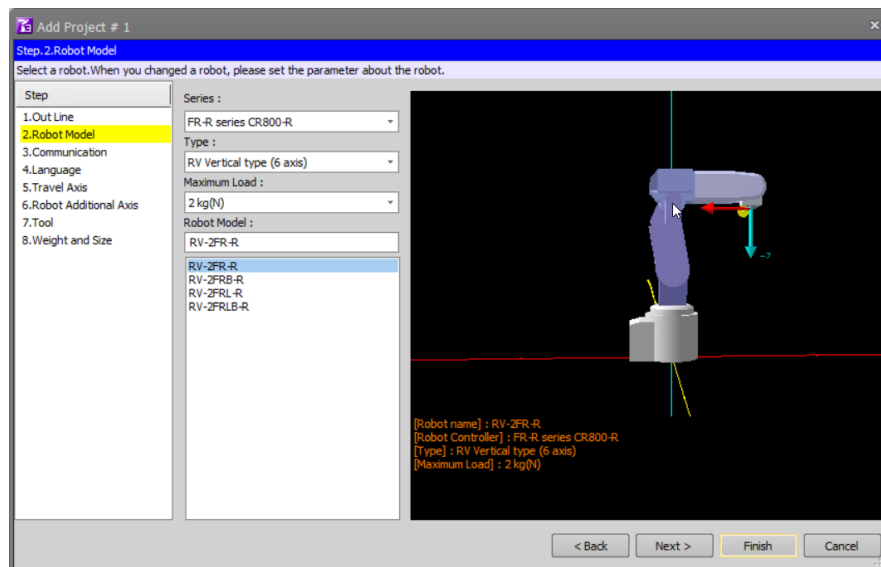 Add Project # 1
Step.2.Robot Model
Select a robot.When you changed a robot, please set the parameter about the robot.
Step
1.Out Line
2.Robot Model
3.Communication
4.Language
5.Travel Axis
6.Robot Additional Axis
7.Tool
8.Weight and Size
Series :
FR-R series CR800-R
Type :
RV Vertical type (6 axis)
Maximum Load :
2 kg(N)
Robot Model :
RV-2FR-R
RV-2FR-R
RV-2FRB-R
RV-2FRL-R
RV-2FRLB-R
[Robot name] : RV-2FR-R
[Robot Controller] : FR-R series CR800-R
[Type] : RV Vertical type (6 axis)
[Maximum Load] : 2 kg(N)
< Back
Next >
Finish
Cancel